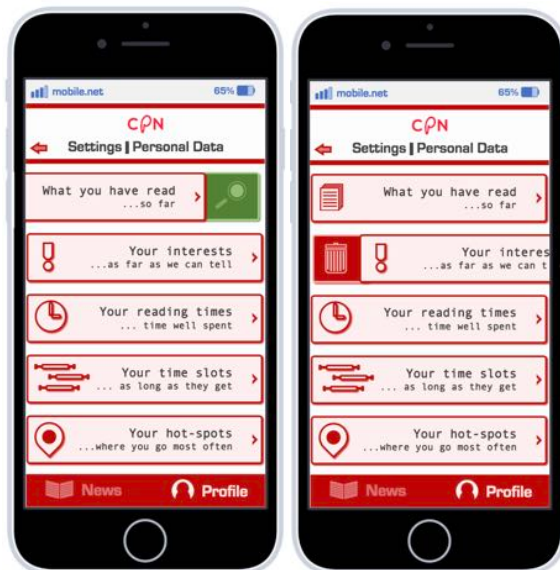 mobile.net 65%
CPN
Settings | Personal Data
What you have read
...so far
Your interests
...as far as we can tell
Your reading times
... time well spent
Your time slots
... as long as they get
Your hot-spots
...where you go most often
News Profile
mobile.net 65%
CPN
Settings | Personal Data
What you have read
...so far
Your interes
...as far as we can t
Your reading times
... time well spent
Your time slots
... as long as they get
Your hot-spots
...where you go most often
News Profile